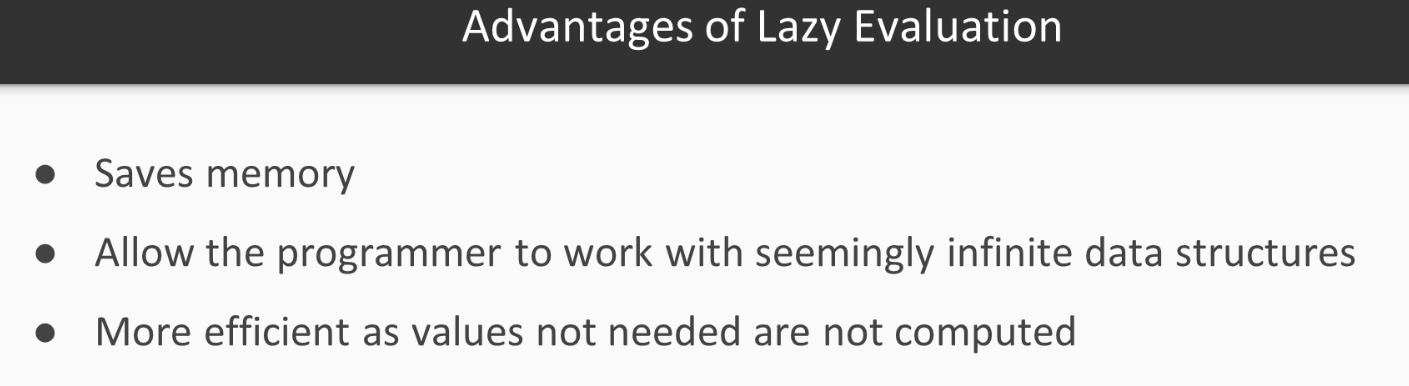 Advantages of Lazy Evaluation
● Saves memory
● Allow the programmer to work with seemingly infinite data structures
● More efficient as values not needed are not computed